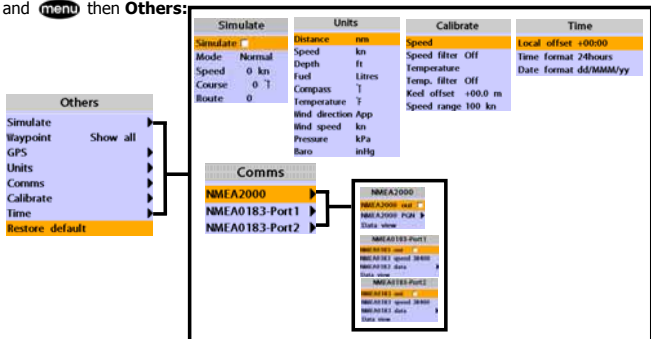 and menu then Others:
Others
Simulate
Waypoint Show all
GPS
Units
Comms
Calibrate
Time
Restore default
Simulate
Simulate
Mode Normal
Speed 0 kn
Course 0 °T
Route 0
Units
Distance nm
Speed kn
Depth ft
Fuel Litres
Compass
Temperature
Wind direction App
Wind speed kn
Pressure kPa
Baro inHg
Calibrate
Speed
Speed filter Off
Temperature
Temp. filter Off
Keel offset +00.0 m
Speed range 100 kn
Time
Local offset +00:00
Time format 24hours
Date format dd/MMM/yy
Comms
NMEA2000
NMEA0183-Port1
NMEA0183-Port2
NMEA2000
NMEA2000 out
NMEA2000 PGN
Data view
NMEA0183-Port1
NMEA0183 out
NMEA0183 speed 38400
NMEA0183 data
Data view
NMEA0183-Port2
NMEA0183 out
NMEA0183 speed 38400
NMEA0183 data
Data view